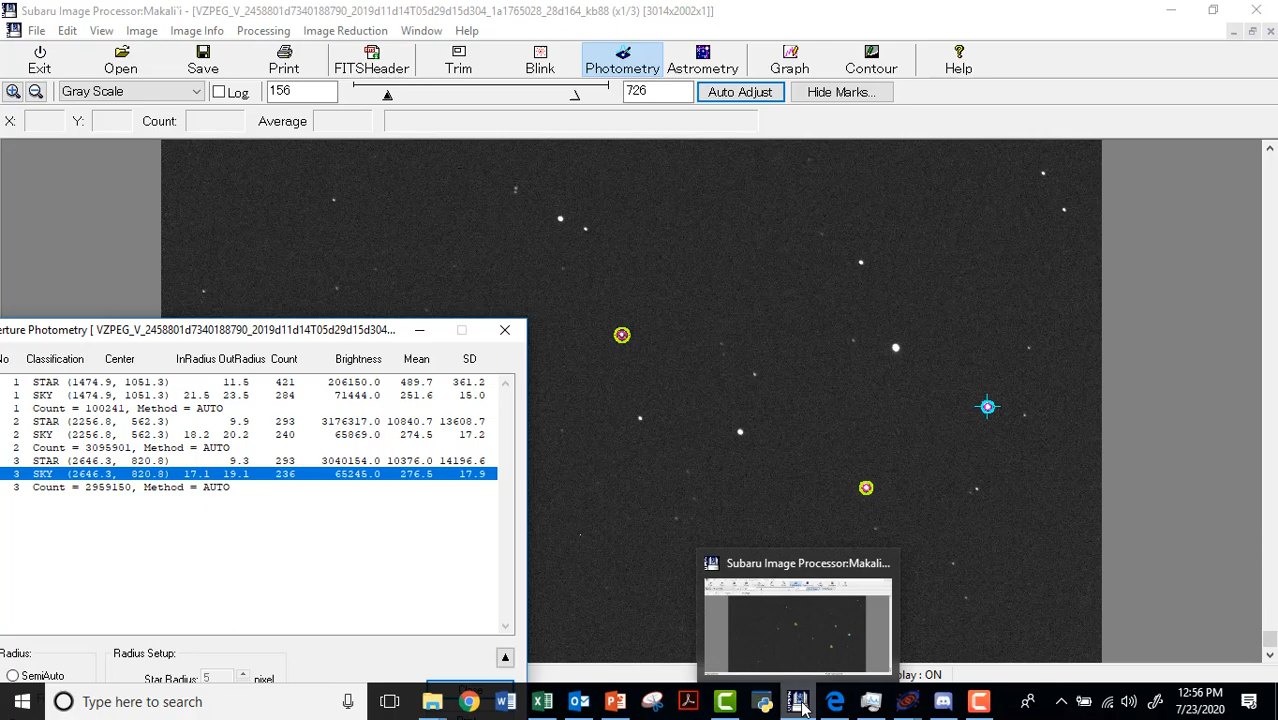 Subaru Image Processor:Makali`i - [VZPEG_V_2458801d7340188790_2019d11d14T05d29d15d304_1a1765028_28d164_kb88 (x1/3) [3014x2002x1]]
File Edit View Image Image Info Processing Photometry Image Reduction Window Help
Exit Open Save Print FITSHeader Trim Blink Photometry Astrometry Graph Contour Help
Gray Scale Log 156 726 Auto Adjust Hide Marks...
X: Y: Count: Average
erture Photometry [ VZPEG_V_2458801d7340188790_2019d11d14T05d29d15d304...
No Classification Center InRadius OutRadius Count Brightness Mean SD
1 STAR (1474.9, 1051.3) 11.5 421 206150.0 489.7 361.2
1 SKY (1474.9, 1051.3) 21.5 23.5 284 71444.0 251.6 15.0
1 Count = 100241, Method = AUTO
2 STAR (2256.8, 562.3) 9.9 293 3176317.0 10840.7 13608.7
2 SKY (2256.8, 562.3) 18.2 20.2 240 65869.0 274.5 17.2
2 Count = 3095901, Method = AUTO
3 STAR (2646.3, 820.8) 9.3 293 3040154.0 10376.0 14196.6
3 SKY (2646.3, 820.8) 17.1 19.1 236 65245.0 276.5 17.9
3 Count = 2959150, Method = AUTO
Subaru Image Processor:Makali...
Radius: Radius Setup:
SemiAuto Star Radius 5 pixel
play : ON
Type here to search
12:56 PM
7/23/2020